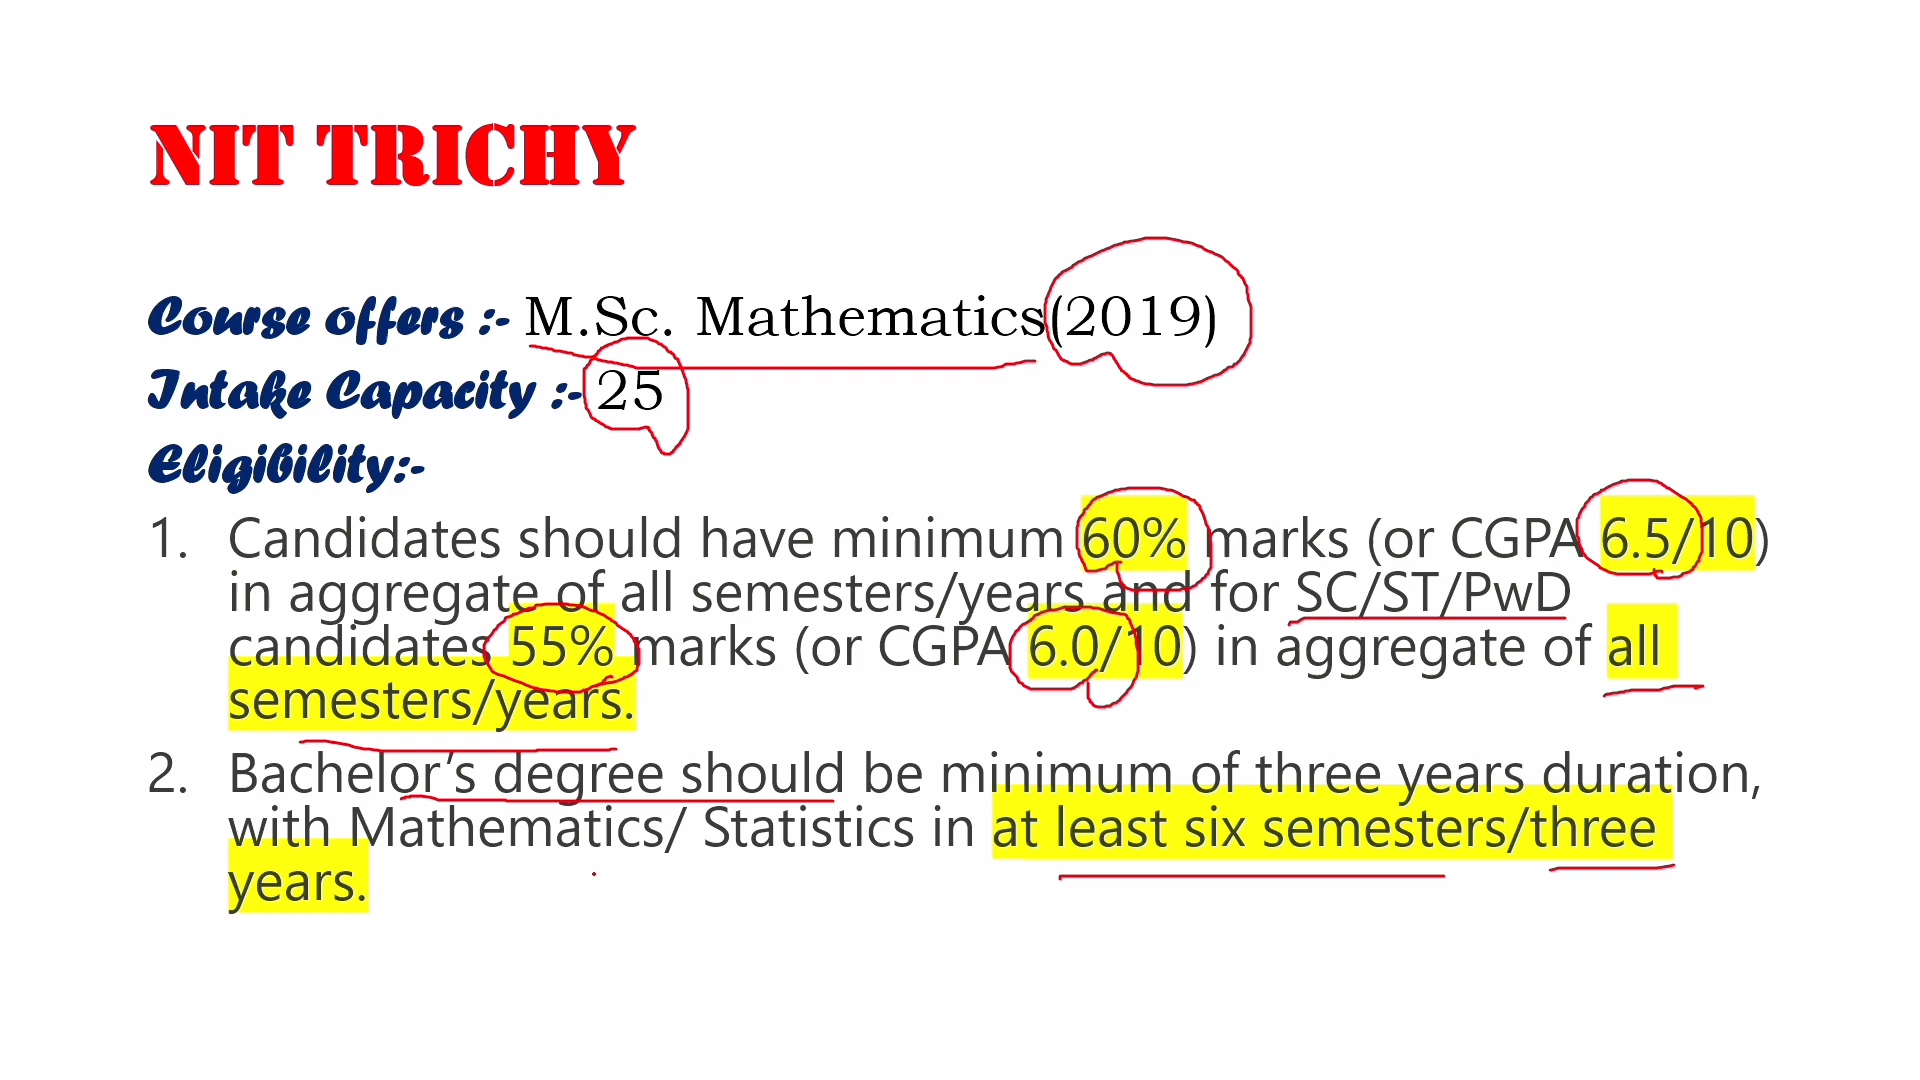 NIT TRICHY
Course offers :- M.Sc. Mathematics(2019)
Intake Capacity :- 25
Eligibility:-
1. Candidates should have minimum 60% marks (or CGPA 6.5/10)
in aggregate of all semesters/years and for SC/ST/PwD
candidates 55% marks (or CGPA 6.0/10) in aggregate of all
semesters/years.
2. Bachelor’s degree should be minimum of three years duration,
with Mathematics/ Statistics in at least six semesters/three
years.